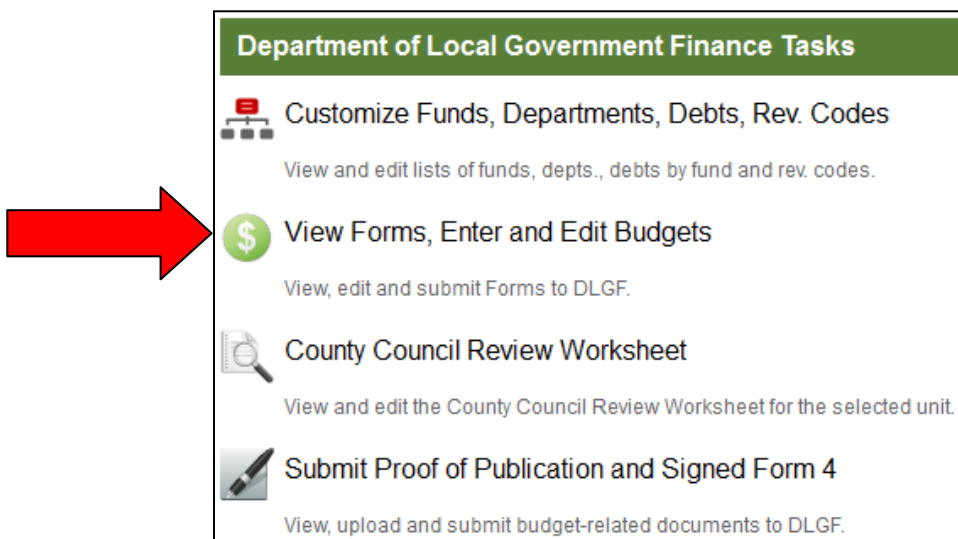 Department of Local Government Finance Tasks
Customize Funds, Departments, Debts, Rev. Codes
View and edit lists of funds, depts., debts by fund and rev. codes.
$
View Forms, Enter and Edit Budgets
View, edit and submit Forms to DLGF.
County Council Review Worksheet
View and edit the County Council Review Worksheet for the selected unit.
Submit Proof of Publication and Signed Form 4
View, upload and submit budget-related documents to DLGF.